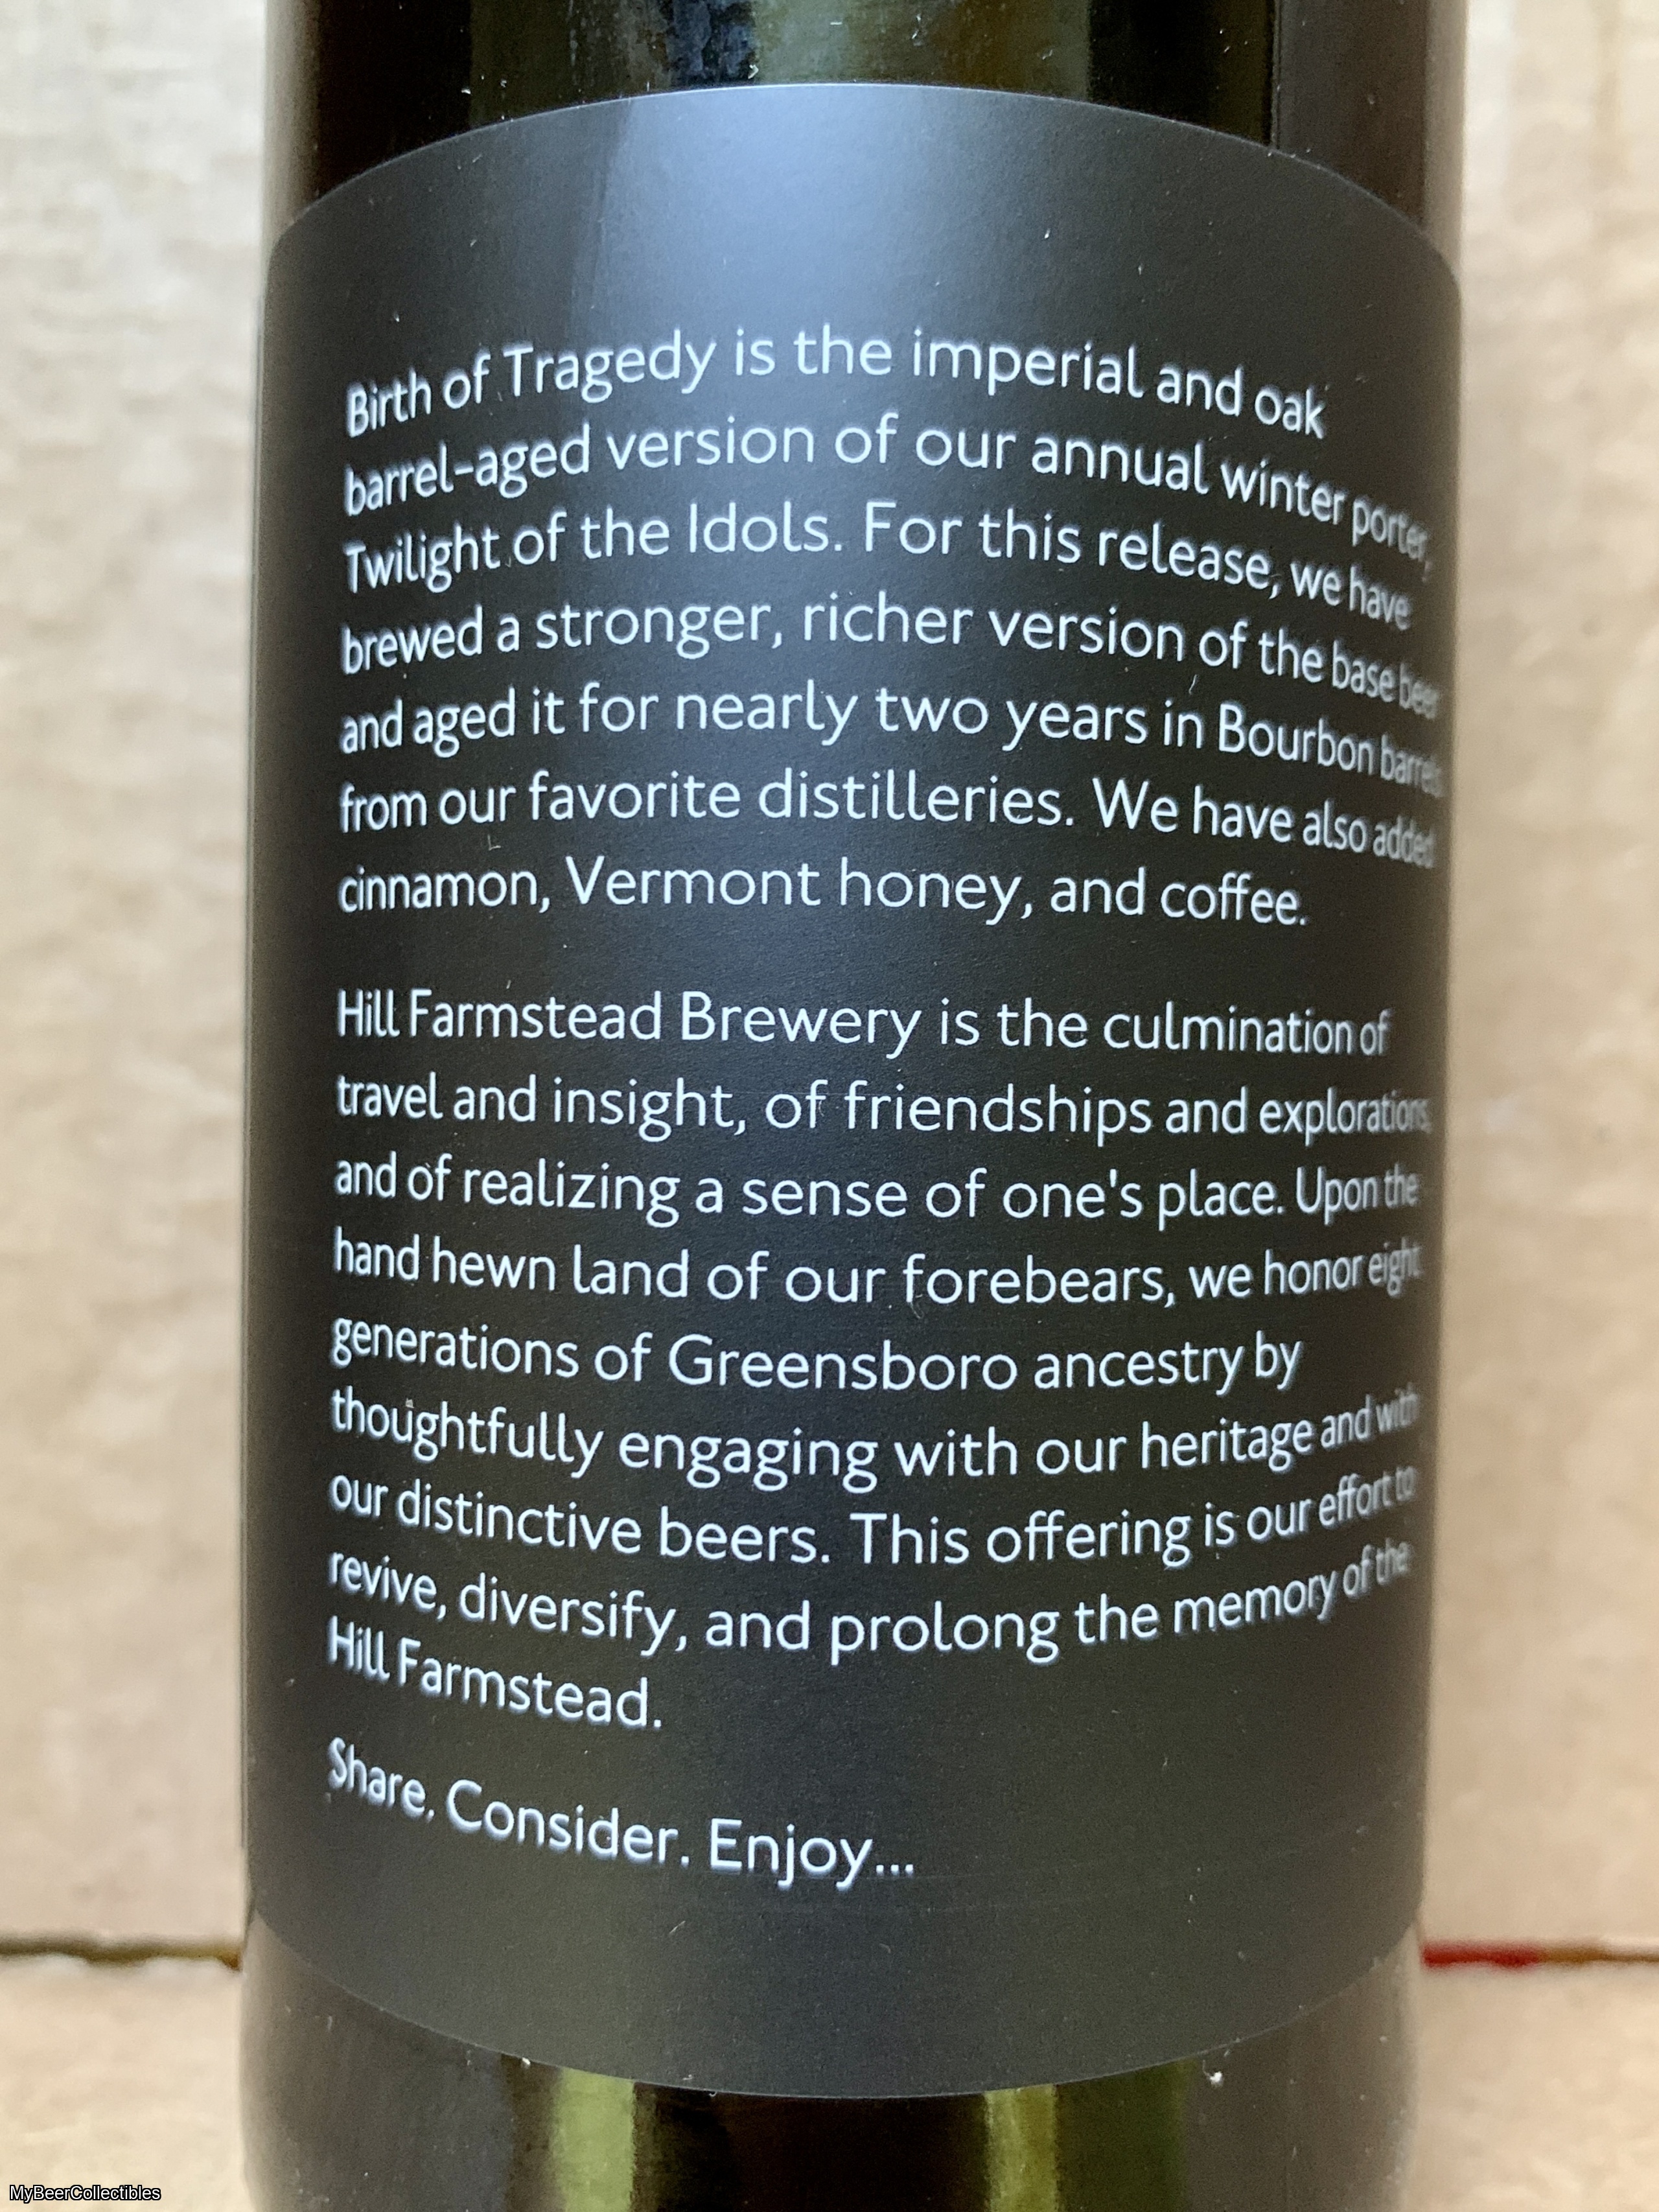 Birth of Tragedy is the imperial and oak
barrel-aged version of our annual winter porter,
Twilight of the Idols. For this release, we have
brewed a stronger, richer version of the base beer
and aged it for nearly two years in Bourbon barrels
from our favorite distilleries. We have also added
cinnamon, Vermont honey, and coffee.
Hill Farmstead Brewery is the culmination of
travel and insight, of friendships and explorations,
and of realizing a sense of one's place. Upon the
hand hewn land of our forebears, we honor eight
generations of Greensboro ancestry by
thoughtfully engaging with our heritage and with
our distinctive beers. This offering is our effort to
revive, diversify, and prolong the memory of the
Hill Farmstead.
Share. Consider. Enjoy...
MyBeerCollectibles